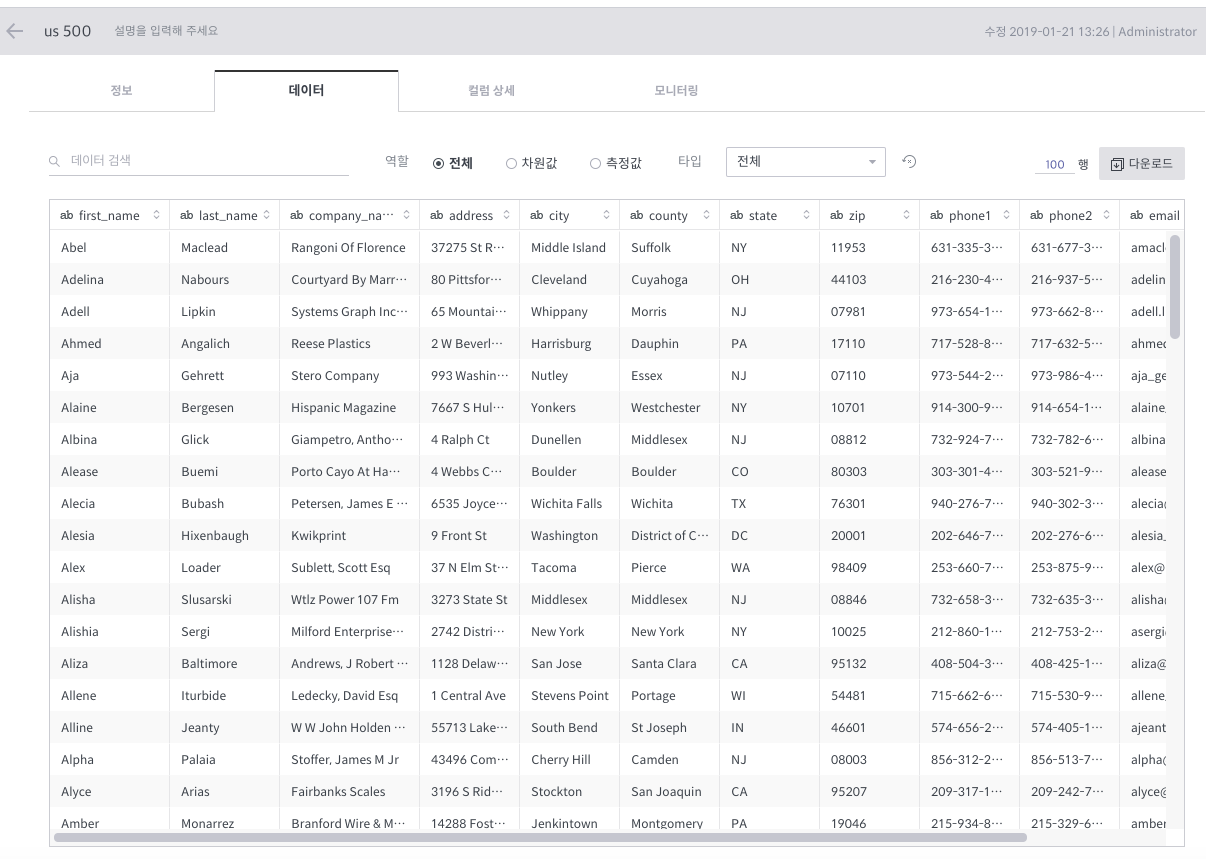 us 500 설명을 입력해 주세요 수정 2019-01-21 13:26 | Administrator
정보 데이터 컬럼 상세 모니터링
데이터 검색 역할 전체 차원값 측정값 타입 전체 100 행 다운로드
ab first_name ab last_name ab company_na··· ab address ab city ab county ab state ab zip ab phone1 ab phone2 ab email
Abel Maclead Rangoni Of Florence 37275 St R··· Middle Island Suffolk NY 11953 631-335-3··· 631-677-3··· amacl
Adelina Nabours Courtyard By Marr··· 80 Pittsfor··· Cleveland Cuyahoga OH 44103 216-230-4··· 216-937-5··· adelin
Adell Lipkin Systems Graph Inc··· 65 Mountai··· Whippany Morris NJ 07981 973-654-1··· 973-662-8··· adell.l
Ahmed Angalich Reese Plastics 2 W Beverl··· Harrisburg Dauphin PA 17110 717-528-8··· 717-632-5··· ahmed
Aja Gehrett Stero Company 993 Washin··· Nutley Essex NJ 07110 973-544-2··· 973-986-4··· aja_ge
Alaine Bergesen Hispanic Magazine 7667 S Hul··· Yonkers Westchester NY 10701 914-300-9··· 914-654-1··· alaine_
Albina Glick Giampetro, Antho··· 4 Ralph Ct Dunellen Middlesex NJ 08812 732-924-7··· 732-782-6··· albina
Alease Buemi Porto Cayo At Ha··· 4 Webbs C··· Boulder Boulder CO 80303 303-301-4··· 303-521-9··· alease
Alecia Bubash Petersen, James E ··· 6535 Joyce··· Wichita Falls Wichita TX 76301 940-276-7··· 940-302-3··· alecia@
Alesia Hixenbaugh Kwikprint 9 Front St Washington District of C··· DC 20001 202-646-7··· 202-276-6··· alesia_
Alex Loader Sublett, Scott Esq 37 N Elm St··· Tacoma Pierce WA 98409 253-660-7··· 253-875-9··· alex@
Alisha Slusarski Wtlz Power 107 Fm 3273 State St Middlesex Middlesex NJ 08846 732-658-3··· 732-635-3··· alisha@
Alishia Sergi Milford Enterprise··· 2742 Distri··· New York New York NY 10025 212-860-1··· 212-753-2··· asergi
Aliza Baltimore Andrews, J Robert ··· 1128 Delaw··· San Jose Santa Clara CA 95132 408-504-3··· 408-425-1··· aliza@
Allene Iturbide Ledecky, David Esq 1 Central Ave Stevens Point Portage WI 54481 715-662-6··· 715-530-9··· allene_
Alline Jeanty W W John Holden ··· 55713 Lake··· South Bend St Joseph IN 46601 574-656-2··· 574-405-1··· ajeant
Alpha Palaia Stoffer, James M Jr 43496 Com··· Cherry Hill Camden NJ 08003 856-312-2··· 856-513-7··· alpha@
Alyce Arias Fairbanks Scales 3196 S Rid··· Stockton San Joaquin CA 95207 209-317-1··· 209-242-7··· alyce@
Amber Monarrez Branford Wire & M··· 14288 Fost··· Jenkintown Montgomery PA 19046 215-934-8··· 215-329-6··· amber